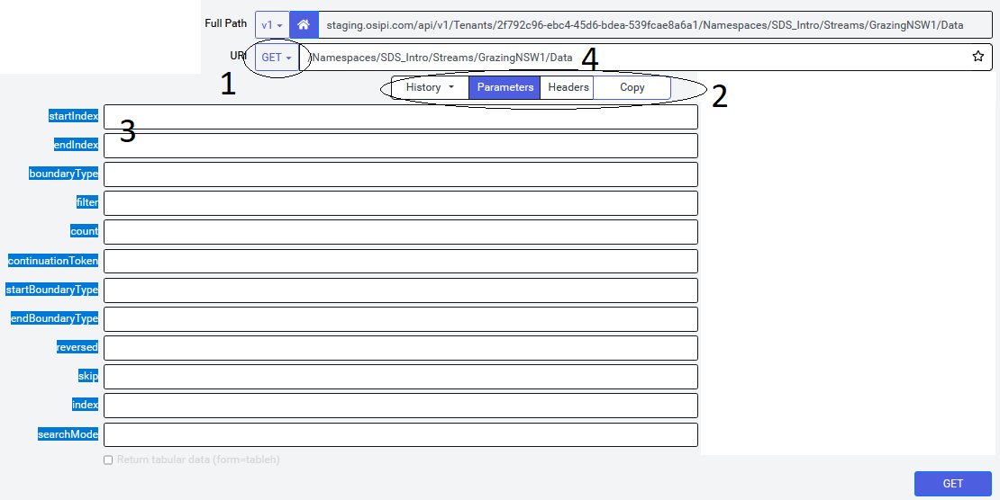 Full Path v1 staging.osipi.com/api/v1/Tenants/2f792c96-ebc4-45d6-bdea-539fcae8a6a1/Namespaces/SDS_Intro/Streams/GrazingNSW1/Data
URI GET /Namespaces/SDS_Intro/Streams/GrazingNSW1/Data 4
1 History Parameters Headers Copy 2
startIndex 3
endIndex
boundaryType
filter
count
continuationToken
startBoundaryType
endBoundaryType
reversed
skip
index
searchMode
Return tabular data (form=tableh)
GET